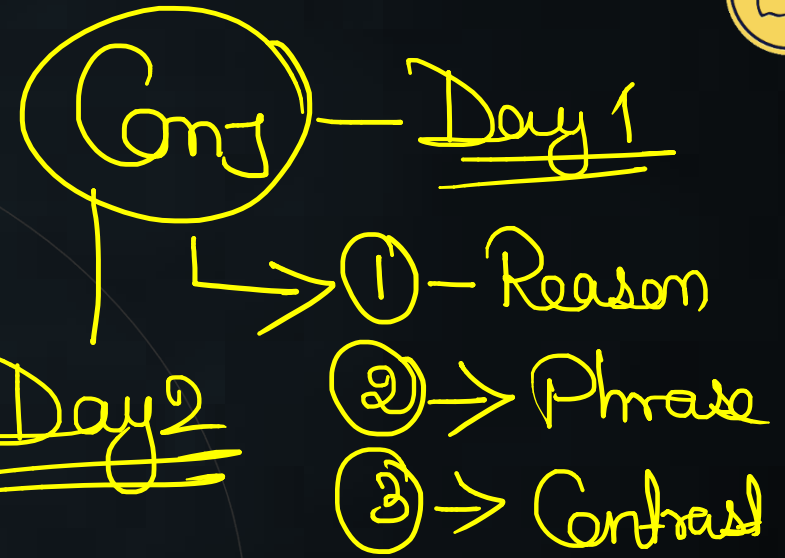 Conj — Day 1
① - Reason
② → Phrase
Day2
③ → Contrast